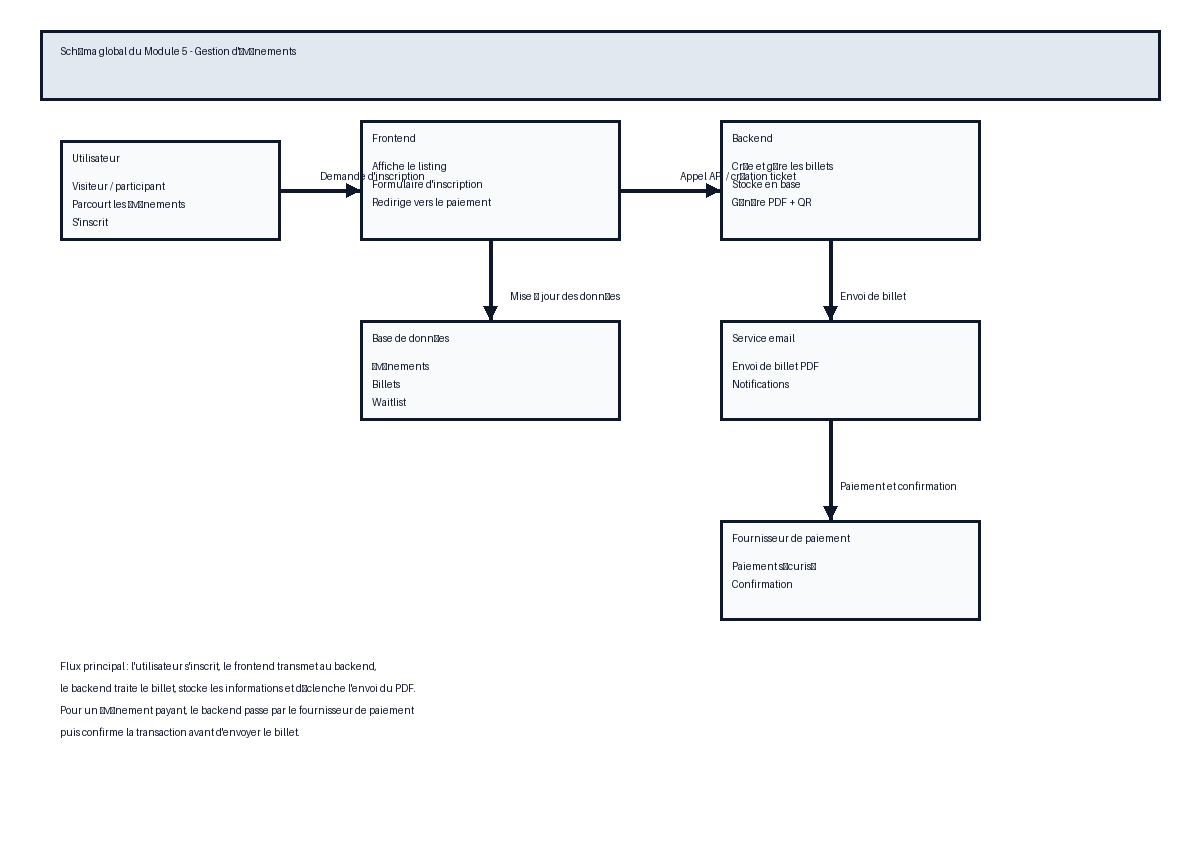 Sch☒ma global du Module 5 - Gestion d'☒v☒nements
Utilisateur
Visiteur / participant
Parcourt les ☒v☒nements
S'inscrit
Demande d'inscription
Frontend
Affiche le listing
Formulaire d'inscription
Redirige vers le paiement
Appel API / cr☒ation ticket
Backend
Cr☒e et g☒re les billets
Stocke en base
G☒n☒re PDF + QR
Mise ☒ jour des donn☒es
Envoi de billet
Base de donn☒es
☒v☒nements
Billets
Waitlist
Service email
Envoi de billet PDF
Notifications
Paiement et confirmation
Fournisseur de paiement
Paiement s☒curis☒
Confirmation
Flux principal : l'utilisateur s'inscrit, le frontend transmet au backend,
le backend traite le billet, stocke les informations et d☒clenche l'envoi du PDF.
Pour un ☒v☒nement payant, le backend passe par le fournisseur de paiement
puis confirme la transaction avant d'envoyer le billet.